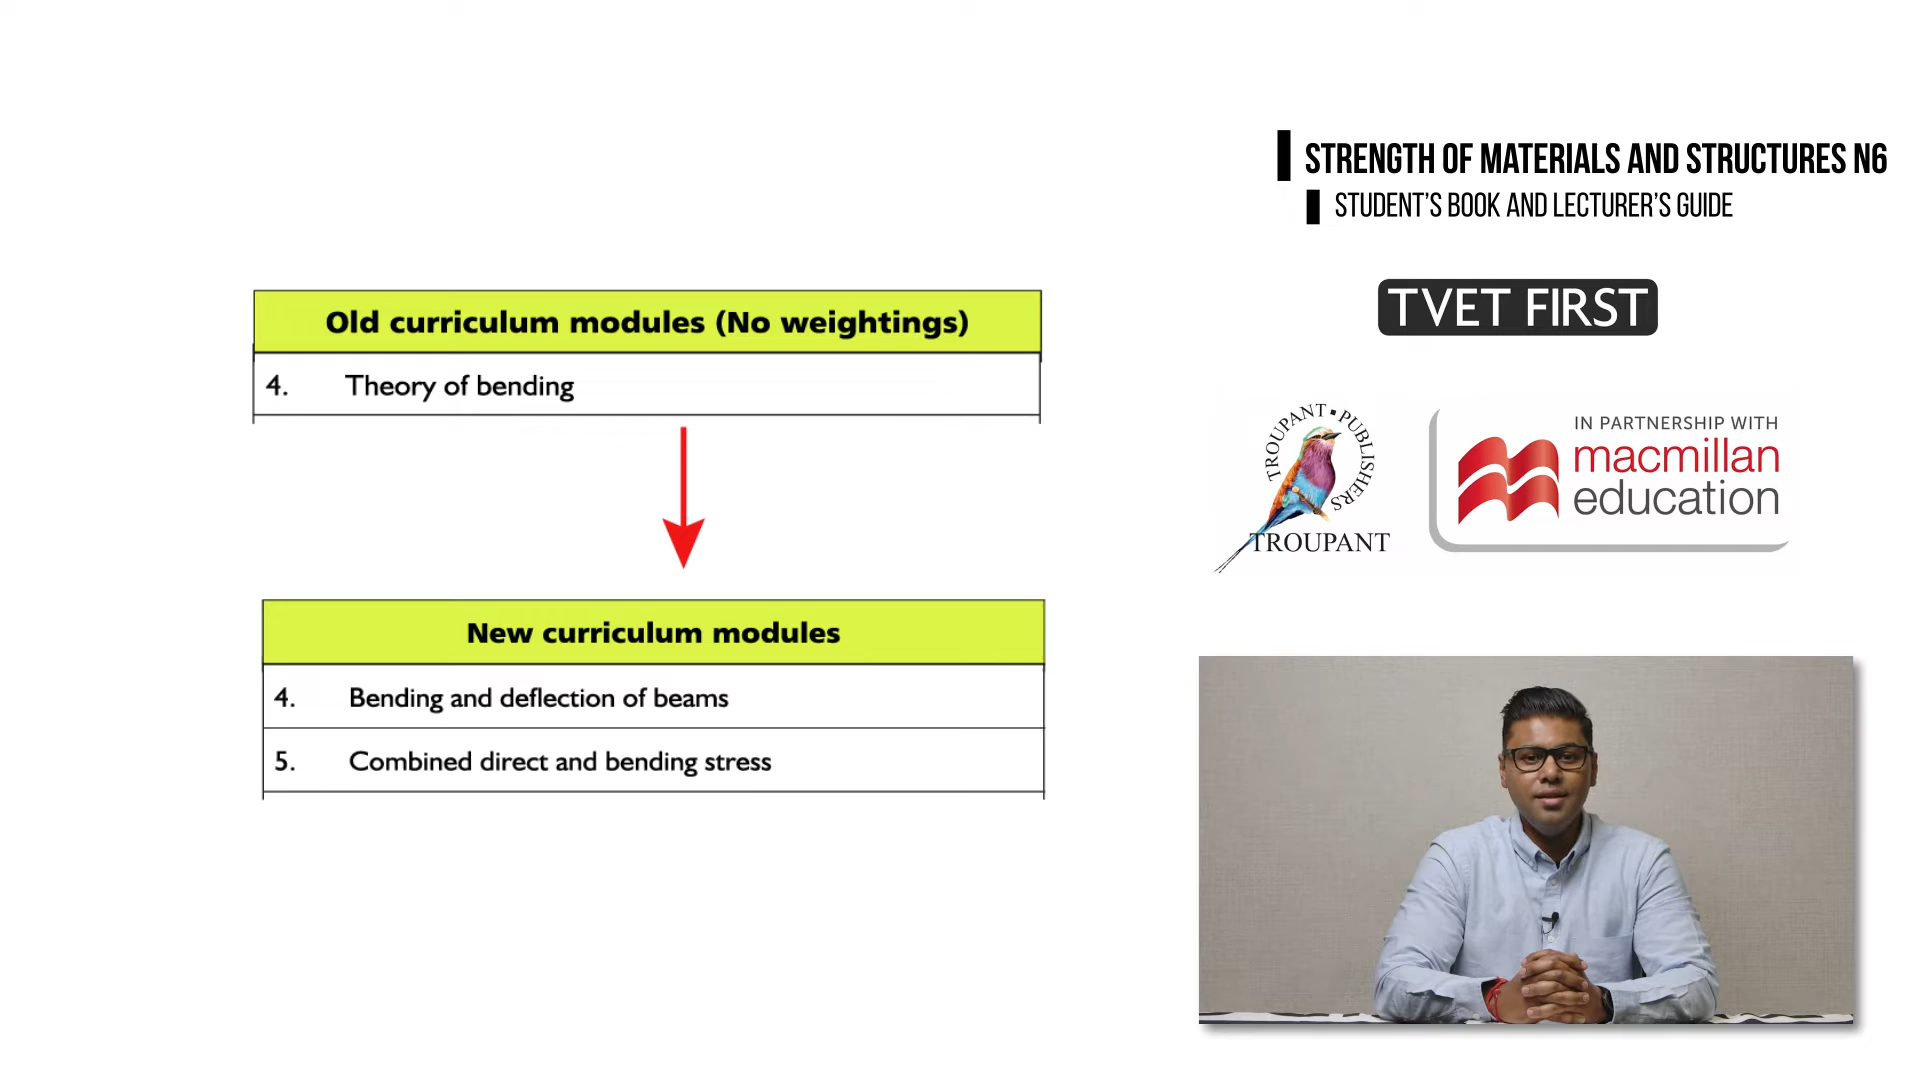 STRENGTH OF MATERIALS AND STRUCTURES N6
STUDENT'S BOOK AND LECTURER'S GUIDE
TVET FIRST
Old curriculum modules (No weightings)
4. Theory of bending
TROUPANT ▪ PUBLISHERS
TROUPANT
IN PARTNERSHIP WITH
macmillan
education
New curriculum modules
4. Bending and deflection of beams
5. Combined direct and bending stress